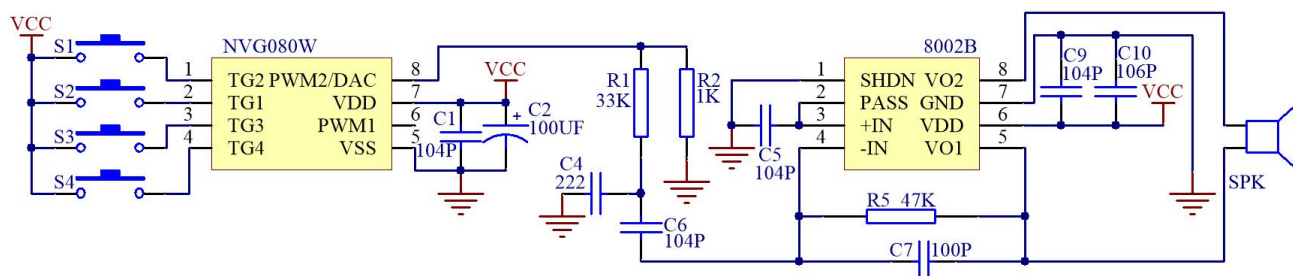 VCC
S1
S2
S3
S4
NVG080W
1 TG2 PWM2/DAC 8
2 TG1 VDD 7
3 TG3 PWM1 6
4 TG4 VSS 5
VCC
C1
104P
C2
100UF
R1
33K
R2
1K
C4
222
C6
104P
C5
104P
8002B
1 SHDN VO2 8
2 PASS GND 7
3 +IN VDD 6
4 -IN VO1 5
C9
104P
C10
106P
VCC
R5 47K
C7 100P
SPK